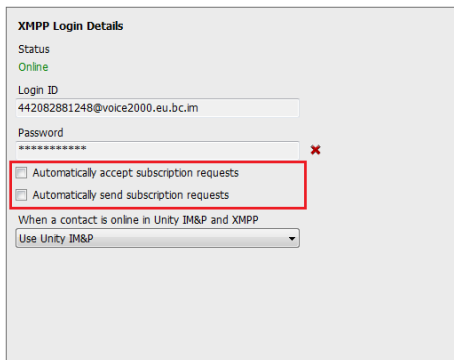 XMPP Login Details
Status
Online
Login ID
442082881248@voice2000.eu.bc.im
Password
***********
Automatically accept subscription requests
Automatically send subscription requests
When a contact is online in Unity IM&P and XMPP
Use Unity IM&P